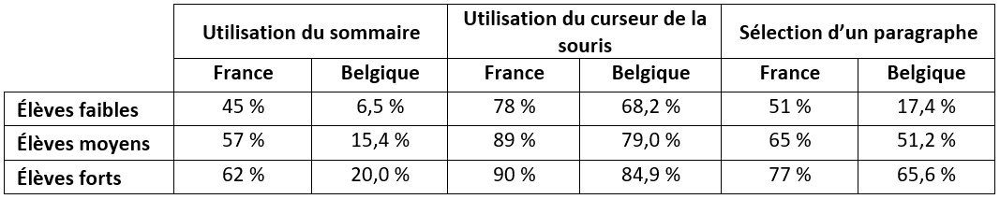 Utilisation du sommaire Utilisation du curseur de la souris Sélection d’un paragraphe
France Belgique France Belgique France Belgique
Élèves faibles 45 % 6,5 % 78 % 68,2 % 51 % 17,4 %
Élèves moyens 57 % 15,4 % 89 % 79,0 % 65 % 51,2 %
Élèves forts 62 % 20,0 % 90 % 84,9 % 77 % 65,6 %